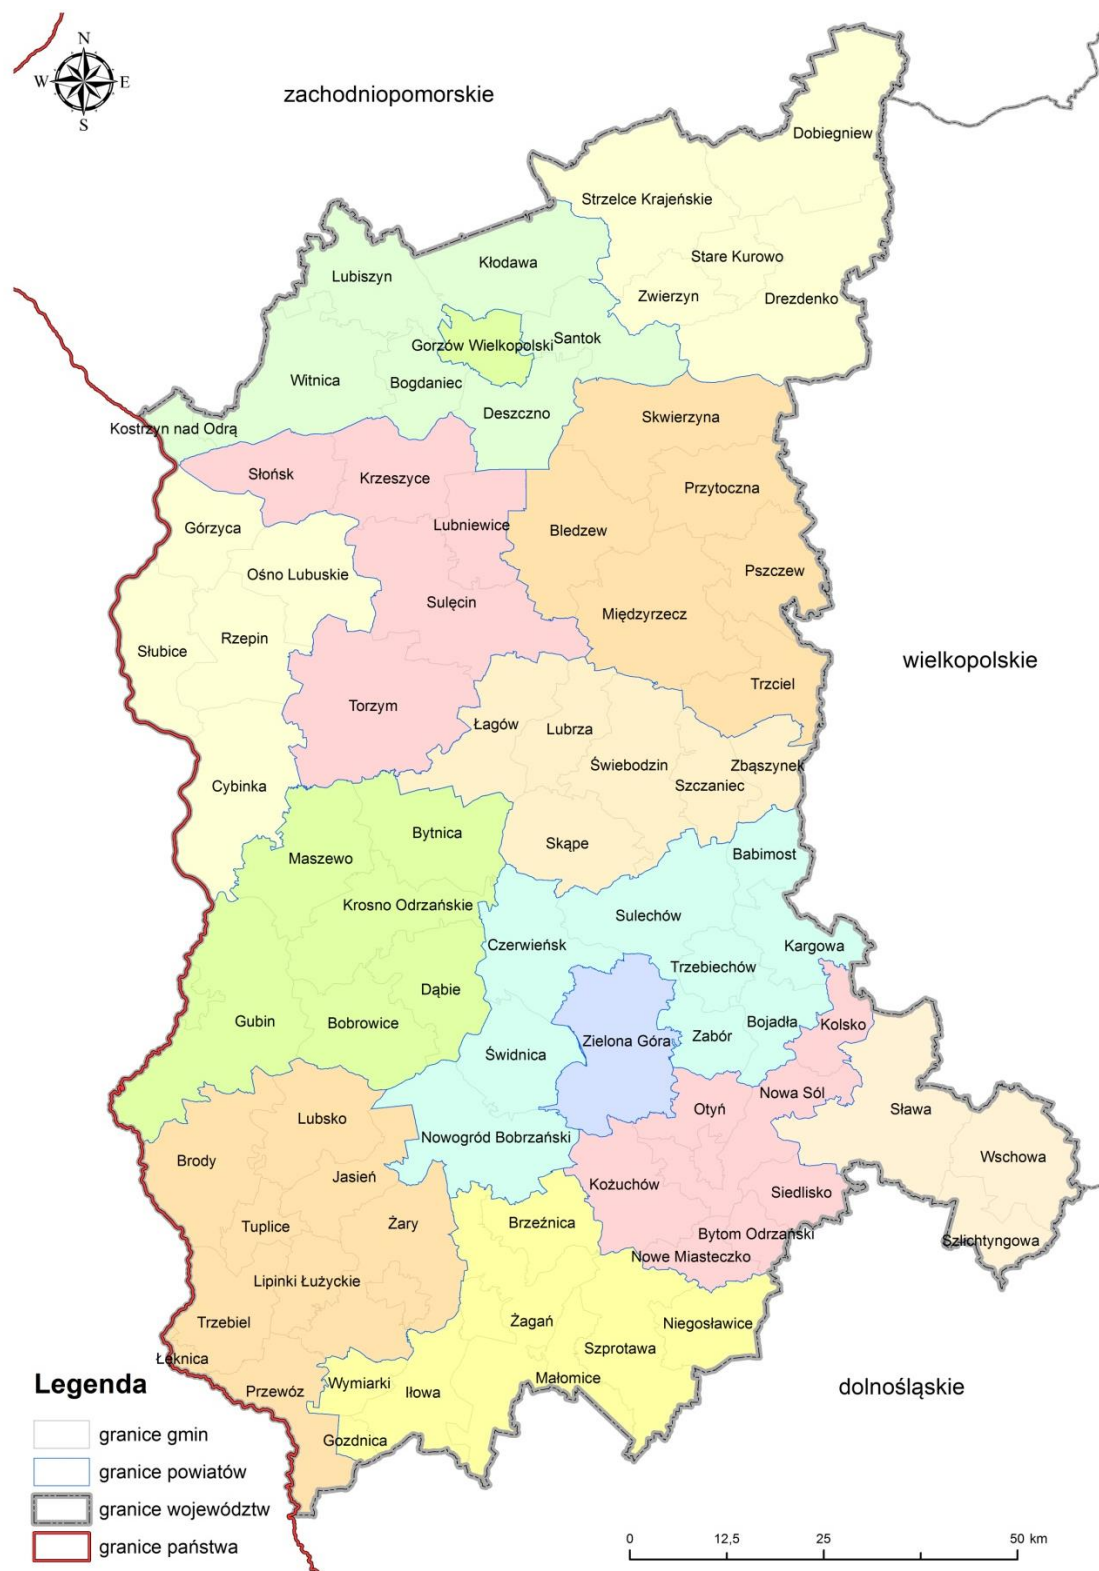 N
W
E
S
zachodniopomorskie
Dobiegniew
Strzelce Krajeńskie
Stare Kurowo
Kłodawa
Lubiszyn
Zwierzyn
Drezdenko
Santok
Gorzów Wielkopolski
Witnica
Bogdaniec
Deszczno
Skwierzyna
Kostrzyn nad Odrą
Słońsk
Krzeszyce
Przytoczna
Lubniewice
Górzyca
Bledzew
Ośno Lubuskie
Pszczew
Sulęcin
Międzyrzecz
Rzepin
Słubice
wielkopolskie
Trzciel
Torzym
Łagów
Lubrza
Świebodzin
Zbąszynek
Szczaniec
Cybinka
Bytnica
Skąpe
Maszewo
Babimost
Krosno Odrzańskie
Sulechów
Czerwieńsk
Kargowa
Trzebiechów
Dąbie
Gubin
Bobrowice
Bojadła
Kolsko
Zabór
Zielona Góra
Świdnica
Nowa Sól
Otyń
Sława
Lubsko
Nowogród Bobrzański
Brody
Wschowa
Jasień
Kożuchów
Siedlisko
Tuplice
Żary
Brzeźnica
Bytom Odrzański
Szlichtyngowa
Nowe Miasteczko
Lipinki Łużyckie
Trzebiel
Żagań
Niegosławice
Szprotawa
Łęknica
Małomice
Przewóz
Wymiarki
Iłowa
dolnośląskie
Gozdnica
Legenda
granice gmin
granice powiatów
granice województw
granice państwa
0 12,5 25 50 km